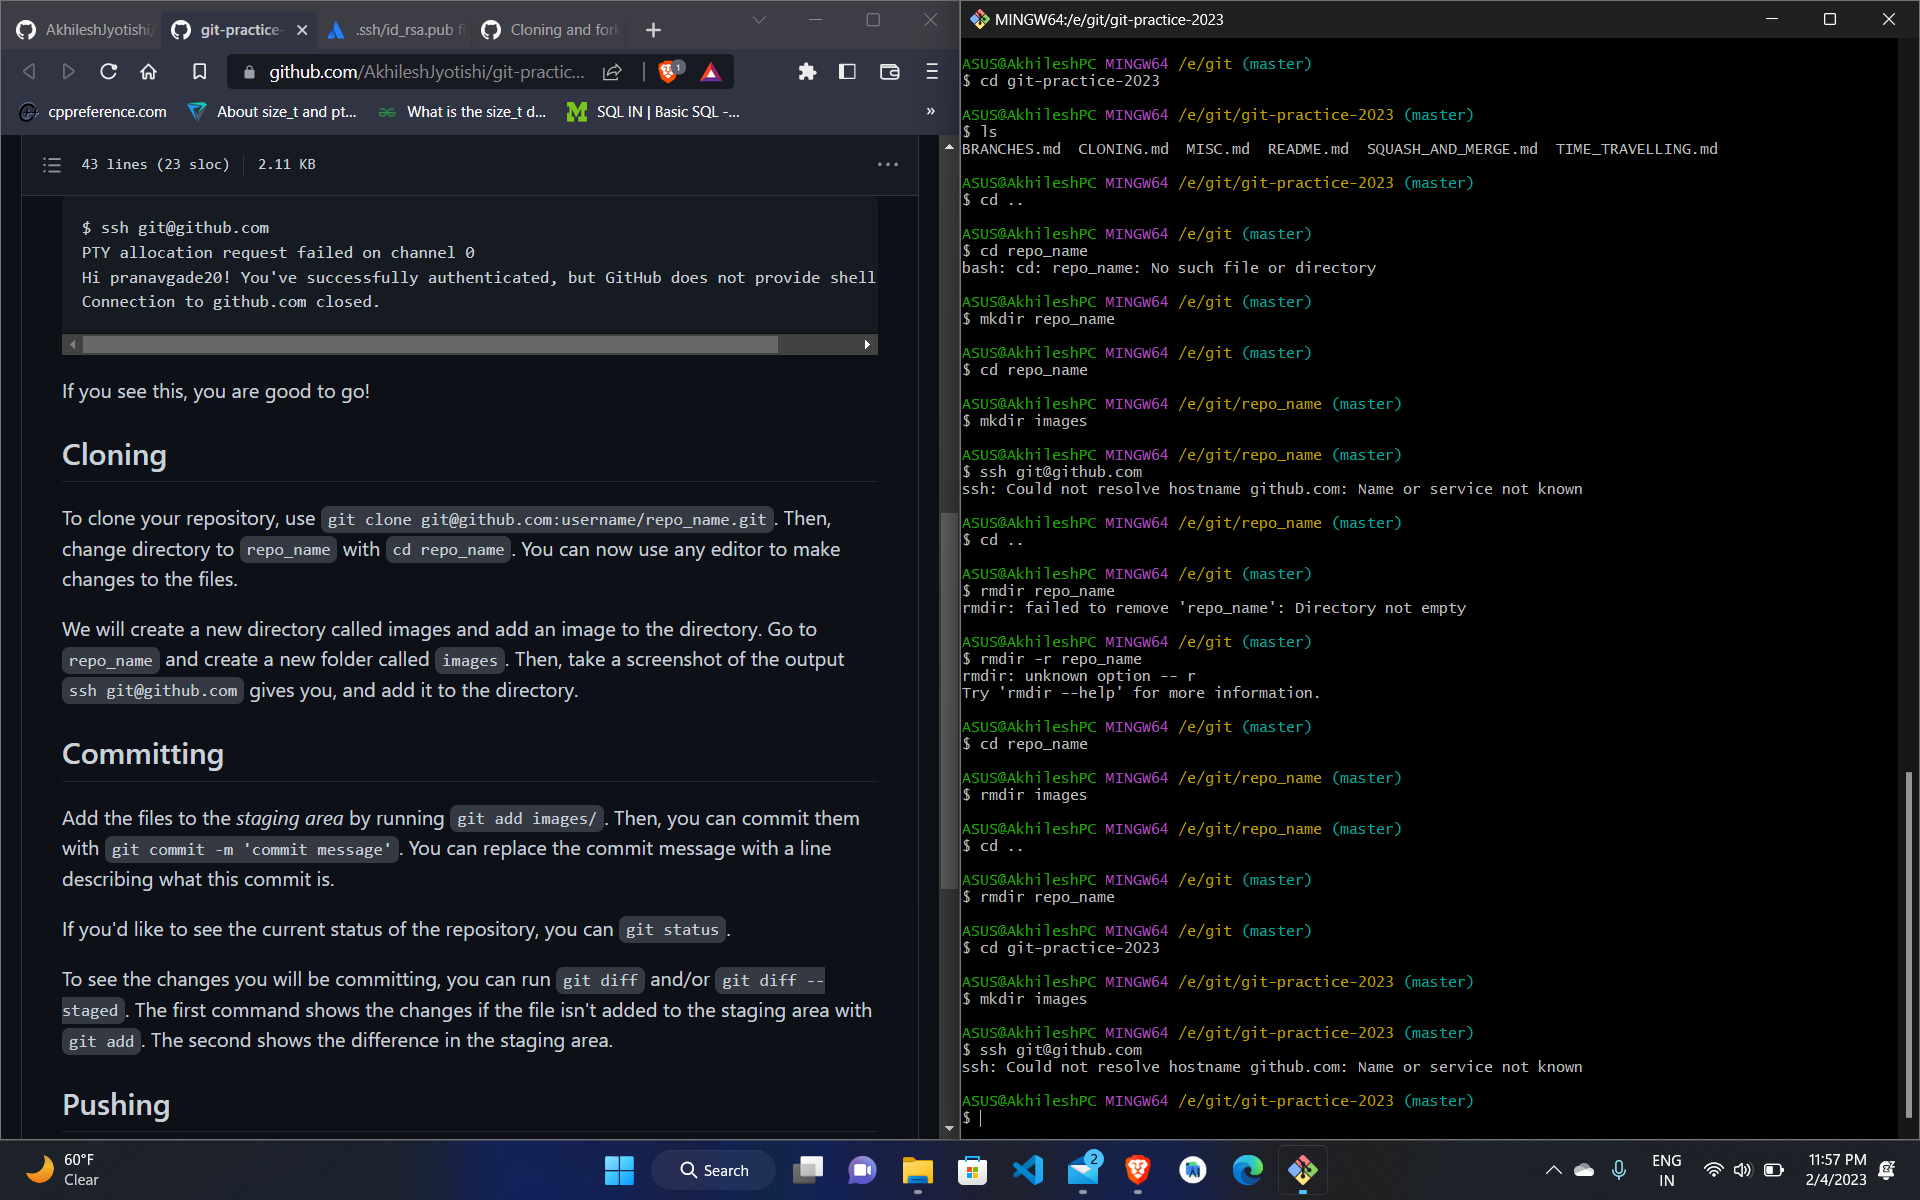 AkhileshJyotishi/
git-practice-
.ssh/id_rsa.pub f
Cloning and for
github.com/AkhileshJyotishi/git-practic...
1
cppreference.com
About size_t and pt...
What is the size_t d...
SQL IN | Basic SQL -...
»
43 lines (23 sloc)
2.11 KB
$ ssh git@github.com
PTY allocation request failed on channel 0
Hi pranavgade20! You've successfully authenticated, but GitHub does not provide shell
Connection to github.com closed.
If you see this, you are good to go!
Cloning
To clone your repository, use git clone git@github.com:username/repo_name.git. Then,
change directory to repo_name with cd repo_name. You can now use any editor to make
changes to the files.
We will create a new directory called images and add an image to the directory. Go to
repo_name and create a new folder called images. Then, take a screenshot of the output
ssh git@github.com gives you, and add it to the directory.
Committing
Add the files to the staging area by running git add images/. Then, you can commit them
with git commit -m 'commit message'. You can replace the commit message with a line
describing what this commit is.
If you'd like to see the current status of the repository, you can git status.
To see the changes you will be committing, you can run git diff and/or git diff --
staged. The first command shows the changes if the file isn't added to the staging area with
git add. The second shows the difference in the staging area.
Pushing
MINGW64:/e/git/git-practice-2023
ASUS@AkhileshPC MINGW64 /e/git (master)
$ cd git-practice-2023
ASUS@AkhileshPC MINGW64 /e/git/git-practice-2023 (master)
$ ls
BRANCHES.md CLONING.md MISC.md README.md SQUASH_AND_MERGE.md TIME_TRAVELLING.md
ASUS@AkhileshPC MINGW64 /e/git/git-practice-2023 (master)
$ cd ..
ASUS@AkhileshPC MINGW64 /e/git (master)
$ cd repo_name
bash: cd: repo_name: No such file or directory
ASUS@AkhileshPC MINGW64 /e/git (master)
$ mkdir repo_name
ASUS@AkhileshPC MINGW64 /e/git (master)
$ cd repo_name
ASUS@AkhileshPC MINGW64 /e/git/repo_name (master)
$ mkdir images
ASUS@AkhileshPC MINGW64 /e/git/repo_name (master)
$ ssh git@github.com
ssh: Could not resolve hostname github.com: Name or service not known
ASUS@AkhileshPC MINGW64 /e/git/repo_name (master)
$ cd ..
ASUS@AkhileshPC MINGW64 /e/git (master)
$ rmdir repo_name
rmdir: failed to remove 'repo_name': Directory not empty
ASUS@AkhileshPC MINGW64 /e/git (master)
$ rmdir -r repo_name
rmdir: unknown option -- r
Try 'rmdir --help' for more information.
ASUS@AkhileshPC MINGW64 /e/git (master)
$ cd repo_name
ASUS@AkhileshPC MINGW64 /e/git/repo_name (master)
$ rmdir images
ASUS@AkhileshPC MINGW64 /e/git/repo_name (master)
$ cd ..
ASUS@AkhileshPC MINGW64 /e/git (master)
$ rmdir repo_name
ASUS@AkhileshPC MINGW64 /e/git (master)
$ cd git-practice-2023
ASUS@AkhileshPC MINGW64 /e/git/git-practice-2023 (master)
$ mkdir images
ASUS@AkhileshPC MINGW64 /e/git/git-practice-2023 (master)
$ ssh git@github.com
ssh: Could not resolve hostname github.com: Name or service not known
ASUS@AkhileshPC MINGW64 /e/git/git-practice-2023 (master)
$
60°F
Clear
Search
2
ENG
IN
11:57 PM
2/4/2023